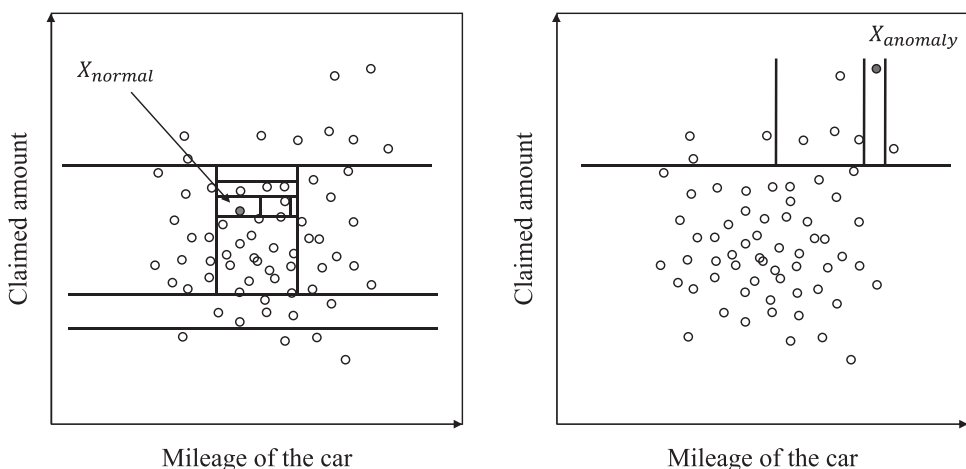 X_normal
Claimed amount
Mileage of the car
X_anomaly
Claimed amount
Mileage of the car